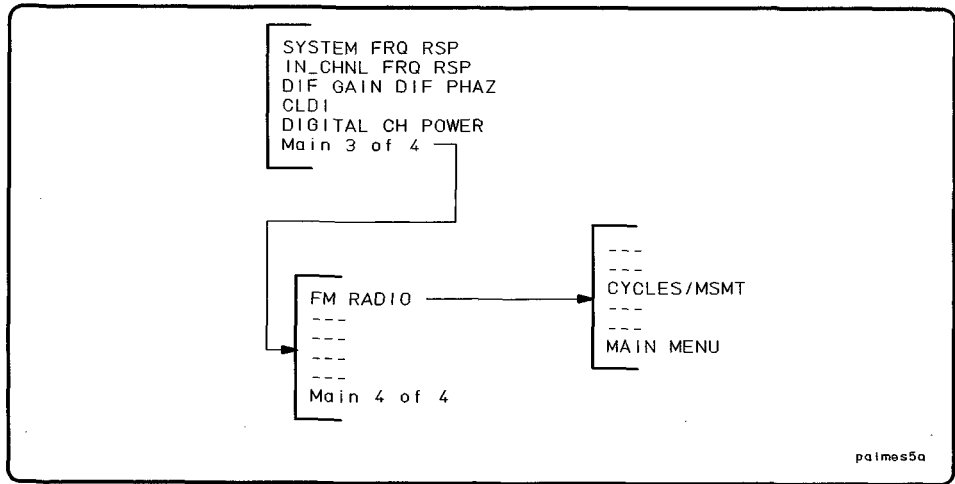 SYSTEM FRQ RSP
IN_CHNL FRQ RSP
DIF GAIN DIF PHAZ
CLDI
DIGITAL CH POWER
Main 3 of 4
FM RADIO
---
---
---
---
Main 4 of 4
---
---
CYCLES/MSMT
---
---
MAIN MENU
palmes5a